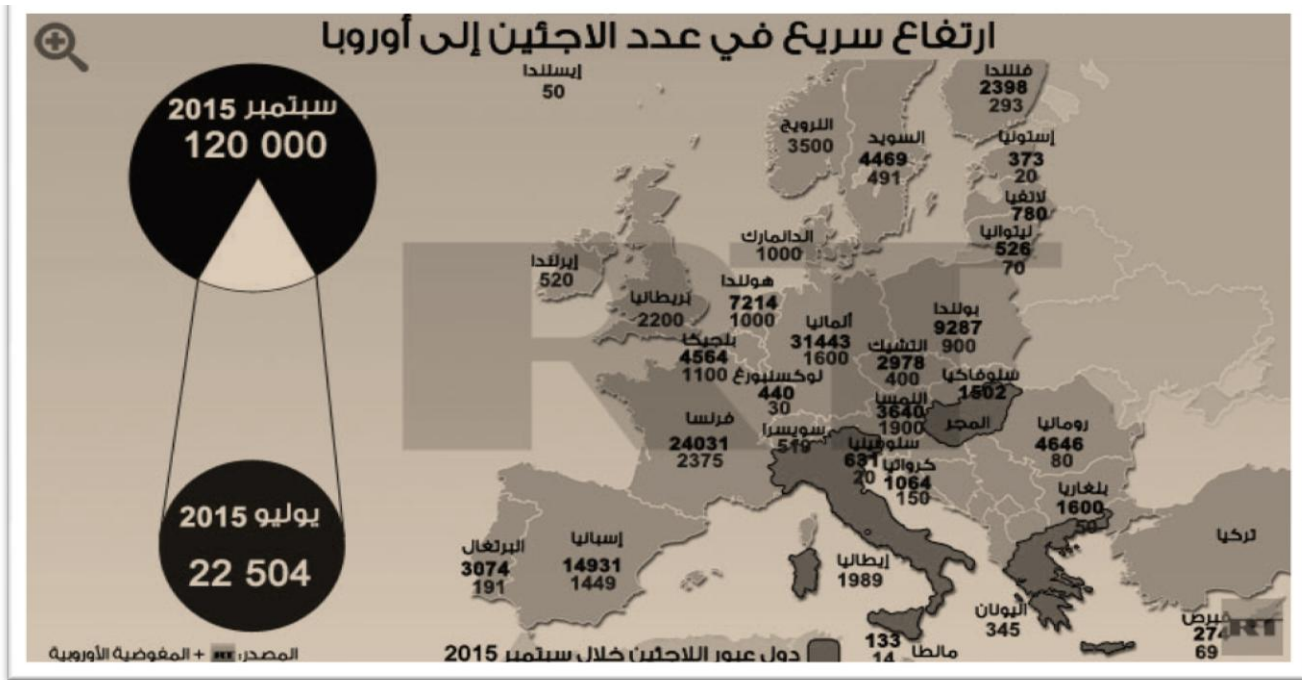 ارتفاع سريع في عدد الاجئين إلى أوروبا
سبتمبر 2015
120 000
يوليو 2015
22 504
إيسلندا
50
فنلندا
2398
293
النرويج
3500
السويد
4469
491
إستونيا
373
20
لاتفيا
780
ليتوانيا
526
70
الدانمارك
1000
إيرلندا
520
بريطانيا
2200
هولندا
7214
1000
ألمانيا
31443
1600
بولندا
9287
900
بلجيكا
4564
1100
التشيك
2978
400
لوكسنبورغ
440
30
سلوفاكيا
1502
النمسا
3640
1900
المجر
فرنسا
24031
2375
سويسرا
519
سلوفينيا
631
20
كرواتيا
1064
150
رومانيا
4646
80
بلغاريا
1600
50
تركيا
البرتغال
3074
191
إسبانيا
14931
1449
إيطاليا
1989
اليونان
345
قبرص
274
69
مالطا
133
14
دول عبور اللاجئين خلال سبتمبر 2015
المصدر: RT + المفوضية الأوروبية
RT
RT